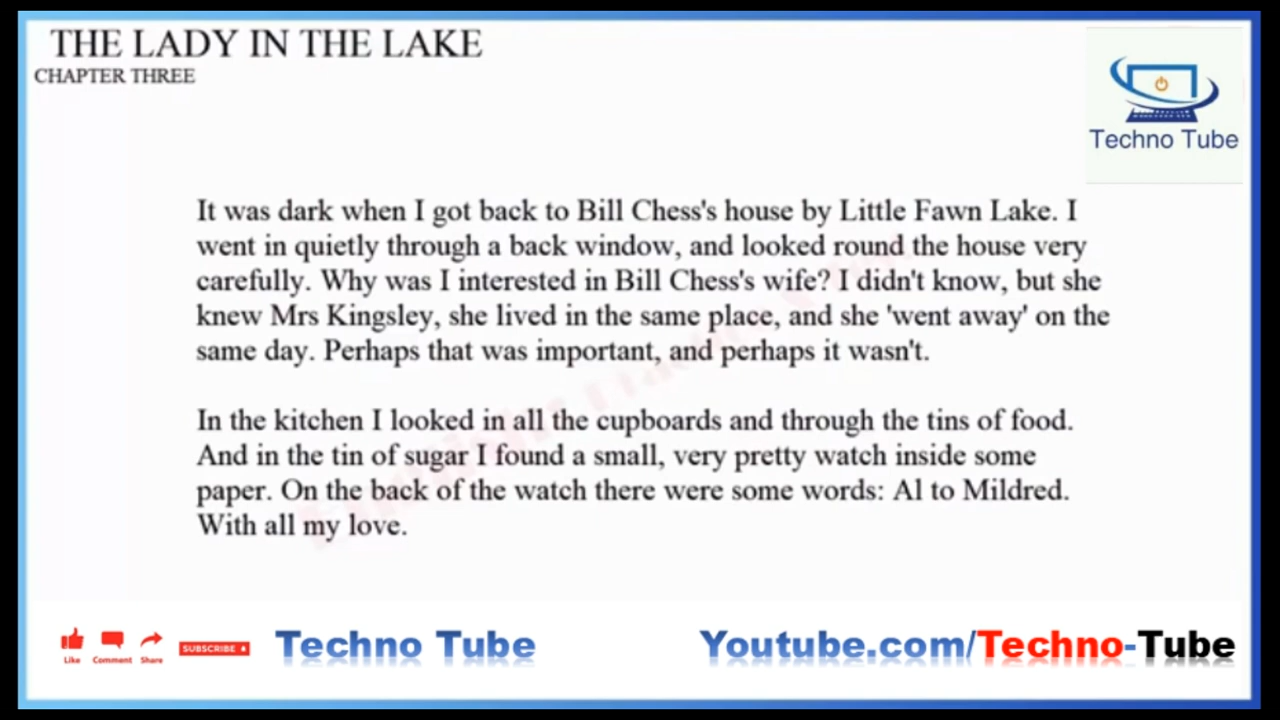 THE LADY IN THE LAKE
CHAPTER THREE
Techno Tube
It was dark when I got back to Bill Chess's house by Little Fawn Lake. I
went in quietly through a back window, and looked round the house very
carefully. Why was I interested in Bill Chess's wife? I didn't know, but she
knew Mrs Kingsley, she lived in the same place, and she 'went away' on the
same day. Perhaps that was important, and perhaps it wasn't.
In the kitchen I looked in all the cupboards and through the tins of food.
And in the tin of sugar I found a small, very pretty watch inside some
paper. On the back of the watch there were some words: Al to Mildred.
With all my love.
Like Comment Share SUBSCRIBE Techno Tube Youtube.com/Techno-Tube